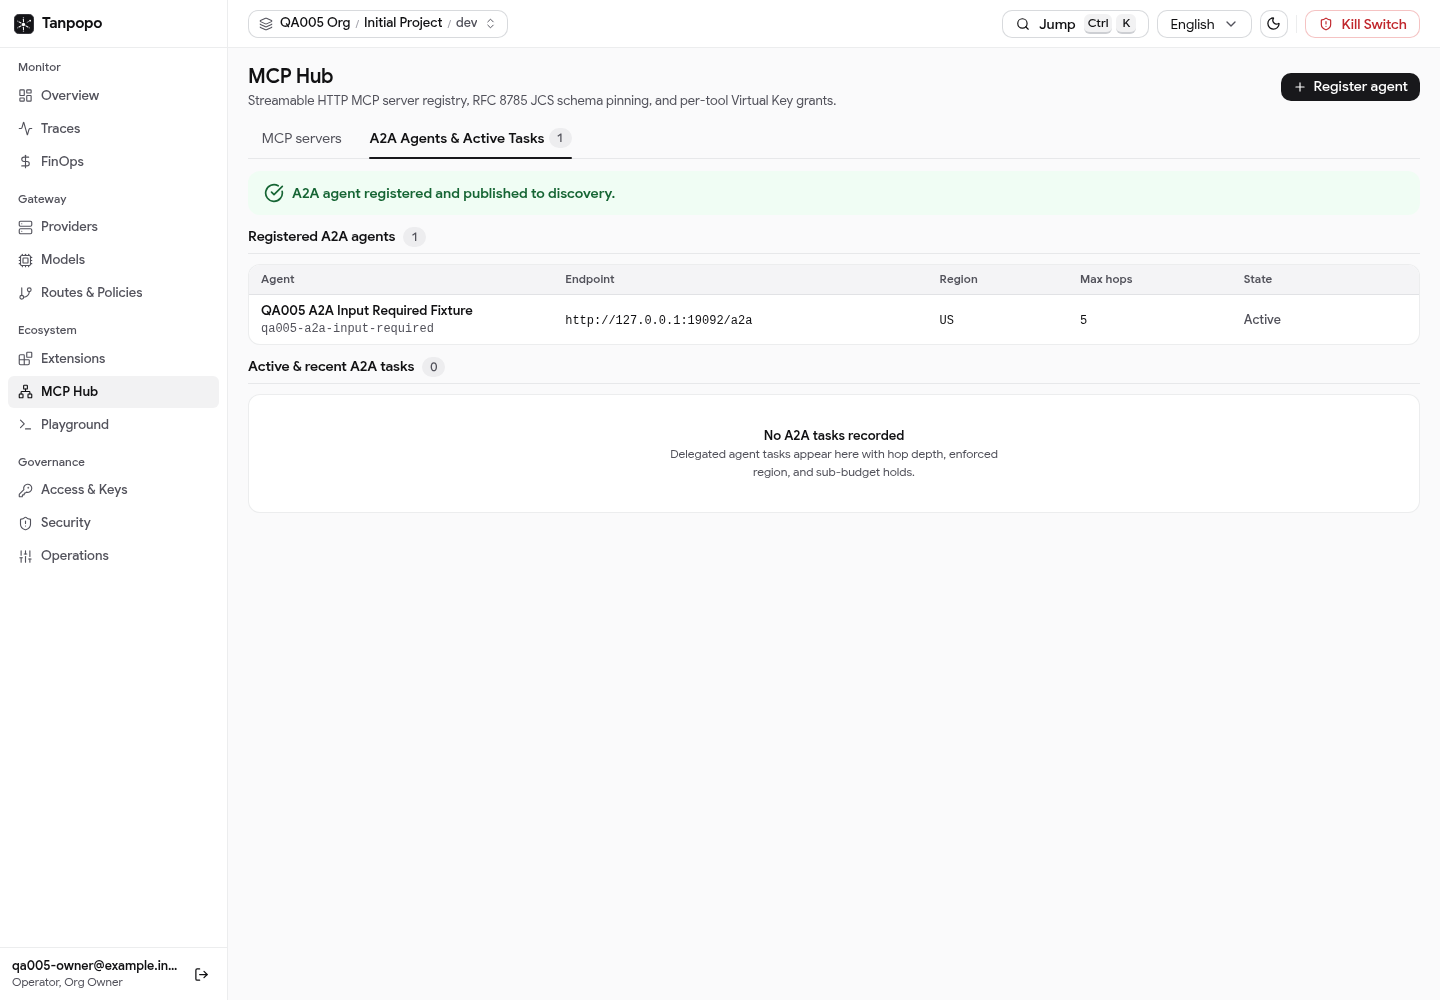 Tanpopo
QA005 Org / Initial Project / dev
Jump Ctrl K
English
Kill Switch
Monitor
Overview
Traces
FinOps
Gateway
Providers
Models
Routes & Policies
Ecosystem
Extensions
MCP Hub
Playground
Governance
Access & Keys
Security
Operations
qa005-owner@example.in...
Operator, Org Owner
MCP Hub
Streamable HTTP MCP server registry, RFC 8785 JCS schema pinning, and per-tool Virtual Key grants.
Register agent
MCP servers
A2A Agents & Active Tasks 1
A2A agent registered and published to discovery.
Registered A2A agents 1
Agent Endpoint Region Max hops State
QA005 A2A Input Required Fixture
qa005-a2a-input-required
http://127.0.0.1:19092/a2a US 5 Active
Active & recent A2A tasks 0
No A2A tasks recorded
Delegated agent tasks appear here with hop depth, enforced
region, and sub-budget holds.